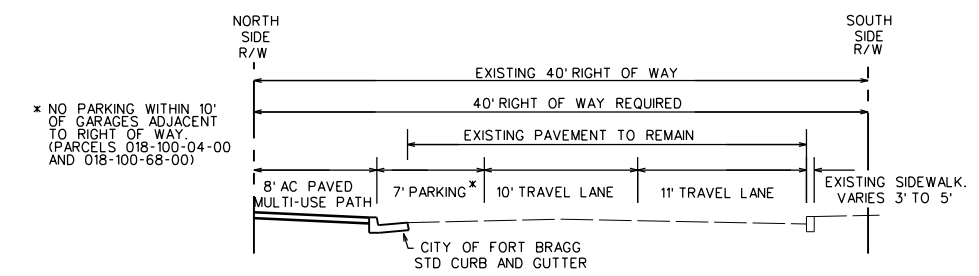 NORTH
SIDE
R/W
SOUTH
SIDE
R/W
EXISTING 40' RIGHT OF WAY
40' RIGHT OF WAY REQUIRED
* NO PARKING WITHIN 10'
OF GARAGES ADJACENT
TO RIGHT OF WAY.
(PARCELS 018-100-04-00
AND 018-100-68-00)
EXISTING PAVEMENT TO REMAIN
8' AC PAVED
MULTI-USE PATH
7' PARKING*
10' TRAVEL LANE
11' TRAVEL LANE
EXISTING SIDEWALK.
VARIES 3' TO 5'
CITY OF FORT BRAGG
STD CURB AND GUTTER